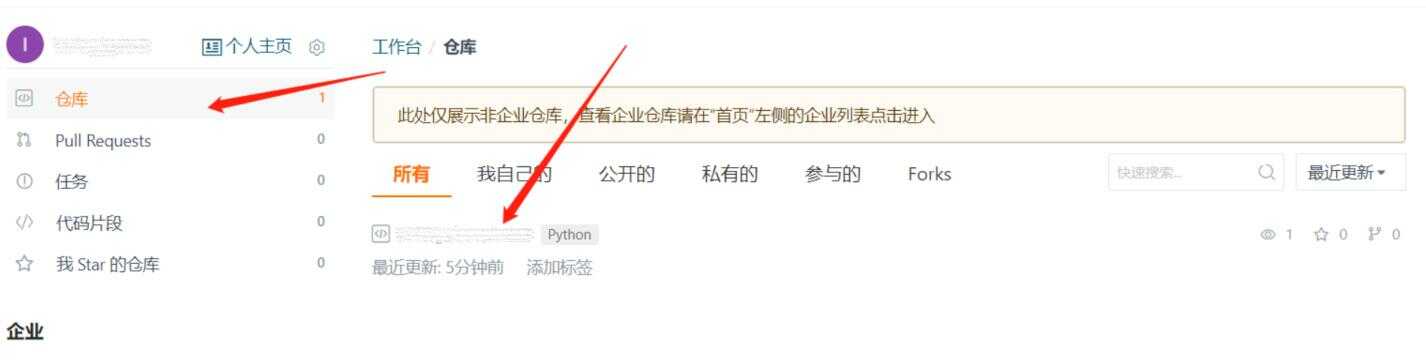 I 个人主页
仓库 1
Pull Requests 0
任务 0
代码片段 0
我 Star 的仓库 0
企业
工作台 / 仓库
此处仅展示非企业仓库，查看企业仓库请在"首页"左侧的企业列表点击进入
所有 我自己的 公开的 私有的 参与的 Forks 快速搜索... 最近更新
Python 1 0 0
最近更新: 5分钟前 添加标签